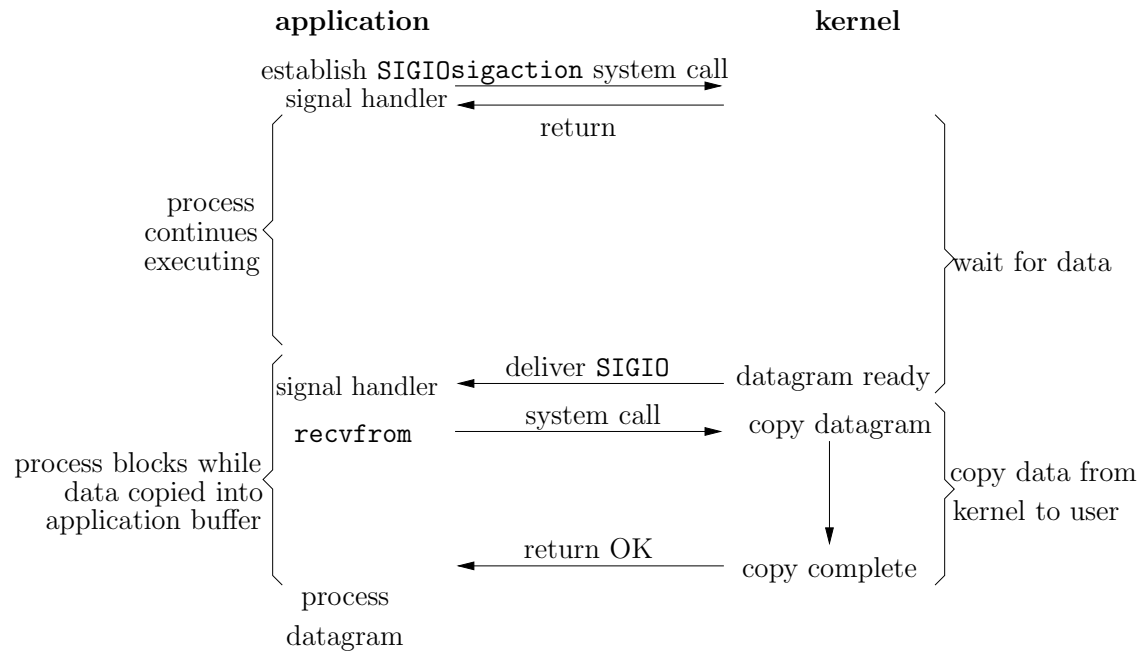 application
kernel
establish SIGIO
sigaction system call
signal handler
return
process
continues
executing
wait for data
deliver SIGIO
datagram ready
signal handler
system call
copy datagram
recvfrom
process blocks while
data copied into
application buffer
copy data from
kernel to user
return OK
copy complete
process
datagram